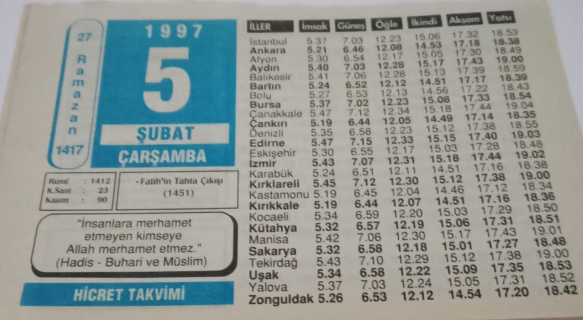 1997
27 Ramazan 1417
5
ŞUBAT
ÇARŞAMBA
Rumi : 1412
K.Sani : 23
Kasım : 90
- Fatih'in Tahta Çıkışı
(1451)
"İnsanlara merhamet
etmeyen kimseye
Allah merhamet etmez."
(Hadis - Buhari ve Müslim)
HİCRET TAKVİMİ
İLLER İmsak Güneş Öğle İkindi Akşam Yatsı
İstanbul 5.37 7.03 12.23 15.06 17.32 18.53
Ankara 5.21 6.46 12.08 14.53 17.18 18.38
Afyon 5.30 6.54 12.17 15.05 17.30 18.49
Aydın 5.40 7.03 12.28 15.17 17.43 19.00
Balıkesir 5.41 7.06 12.28 15.13 17.39 18.59
Bartın 5.24 6.52 12.12 14.51 17.17 18.39
Bolu 5.27 6.53 12.13 14.56 17.22 18.43
Bursa 5.37 7.02 12.23 15.08 17.33 18.54
Çanakkale 5.47 7.12 12.34 15.18 17.44 19.04
Çankırı 5.19 6.44 12.05 14.49 17.14 18.35
Denizli 5.35 6.58 12.23 15.12 17.38 18.55
Edirne 5.47 7.15 12.33 15.15 17.40 19.03
Eskişehir 5.30 6.55 12.17 15.03 17.28 18.48
İzmir 5.43 7.07 12.31 15.18 17.44 19.02
Karabük 5.24 6.51 12.11 14.51 17.16 18.38
Kırklareli 5.45 7.12 12.30 15.12 17.38 19.00
Kastamonu 5.19 6.45 12.04 14.46 17.12 18.34
Kırıkkale 5.19 6.44 12.07 14.51 17.16 18.36
Kocaeli 5.34 6.59 12.20 15.03 17.29 18.50
Kütahya 5.32 6.57 12.19 15.06 17.31 18.51
Manisa 5.42 7.06 12.30 15.17 17.43 19.01
Sakarya 5.32 6.58 12.18 15.01 17.27 18.48
Tekirdağ 5.43 7.10 12.29 15.12 17.38 19.00
Uşak 5.34 6.58 12.22 15.09 17.35 18.53
Yalova 5.37 7.03 12.24 15.05 17.31 18.52
Zonguldak 5.26 6.53 12.12 14.54 17.20 18.42